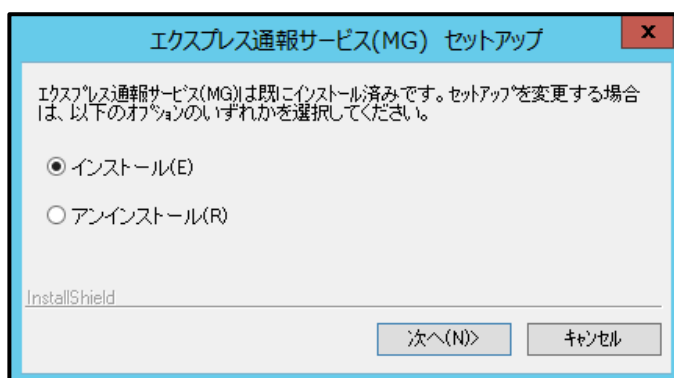 エクスプレス通報サービス(MG) セットアップ
x
エクスプレス通報サービス(MG)は既にインストール済みです。セットアップを変更する場合
は、以下のオプションのいずれかを選択してください。
インストール(E)
アンインストール(R)
InstallShield
次へ(N)>
キャンセル